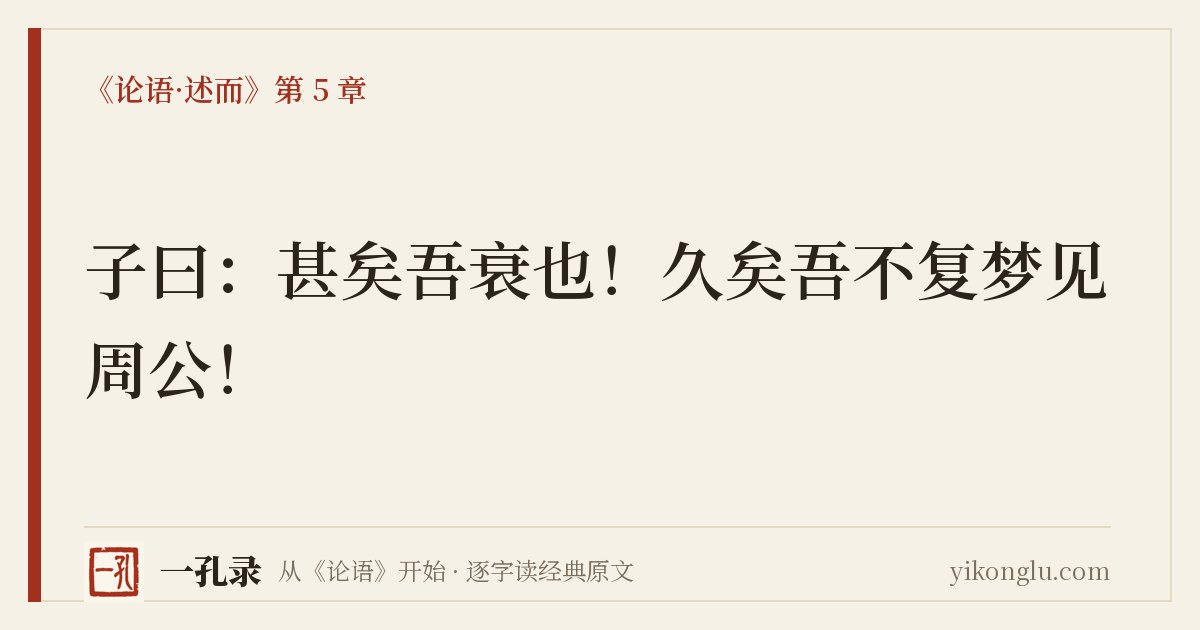 《论语·述而》第 5 章
子曰：甚矣吾衰也！久矣吾不复梦见
周公！
一孔
一孔录 从《论语》开始 · 逐字读经典原文 yikonglu.com